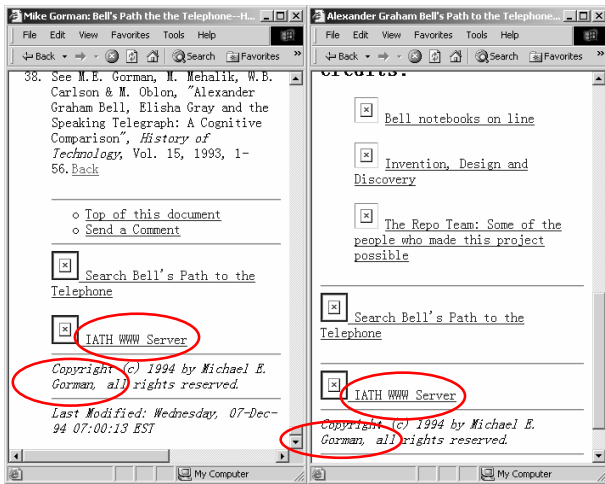 Mike Gorman: Bell's Path the the Telephone--H...
File Edit View Favorites Tools Help
Back Search Favorites »
38. See M.E. Gorman, M. Mehalik, W.B.
Carlson & M. Oblon, "Alexander
Graham Bell, Elisha Gray and the
Speaking Telegraph: A Cognitive
Comparison", History of
Technology, Vol. 15, 1993, 1-
56. Back
Top of this document
Send a Comment
Search Bell's Path to the
Telephone
IATH WWW Server
Copyright (c) 1994 by Michael E.
Gorman, all rights reserved.
Last Modified: Wednesday, 07-Dec-
94 07:00:13 EST
My Computer
Alexander Graham Bell's Path to the Telephone...
File Edit View Favorites Tools Help
Back Search Favorites »
Credits:
Bell notebooks on line
Invention, Design and
Discovery
The Repo Team: Some of the
people who made this project
possible
Search Bell's Path to the
Telephone
IATH WWW Server
Copyright (c) 1994 by Michael E.
Gorman, all rights reserved.
My Computer